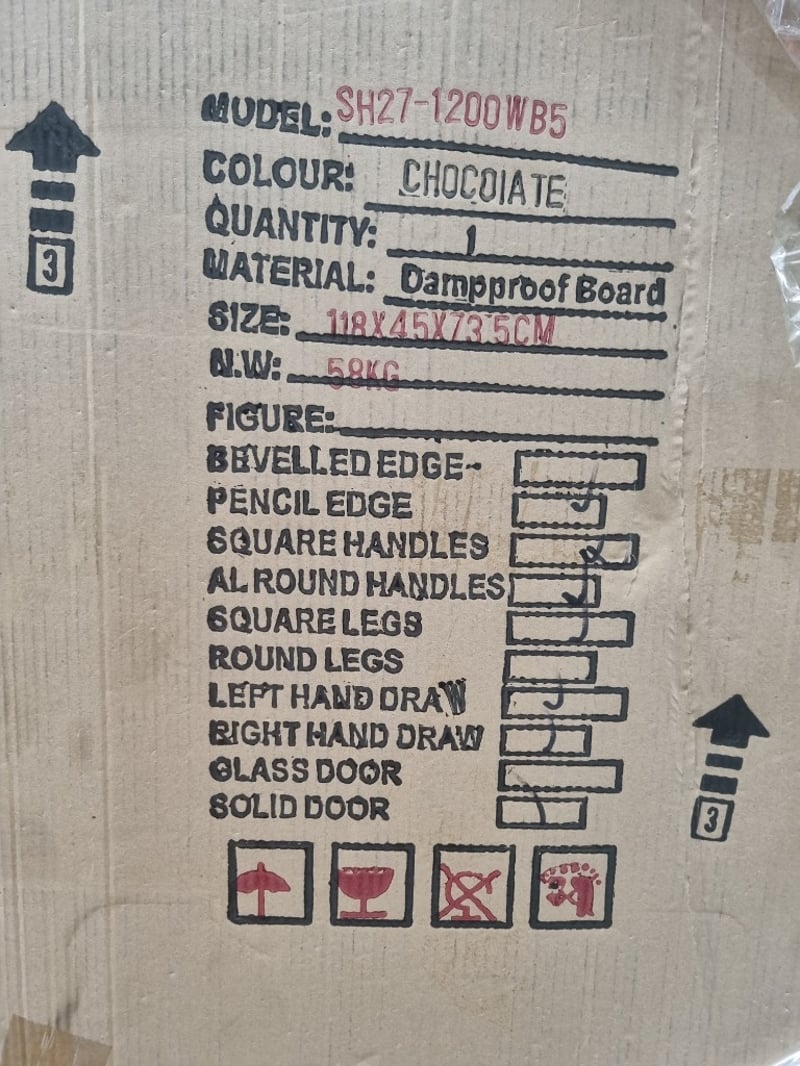 MODEL: SH27-1200WB5
COLOUR: CHOCOlATE
QUANTITY: 1
MATERIAL: Dampproof Board
SIZE: 118X45X73.5CM
N.W: 58KG
FIGURE:
BEVELLED EDGE-
PENCIL EDGE
SQUARE HANDLES
AL ROUND HANDLES
SQUARE LEGS
ROUND LEGS
LEFT HAND DRAW
RIGHT HAND DRAW
GLASS DOOR
SOLID DOOR
3
3